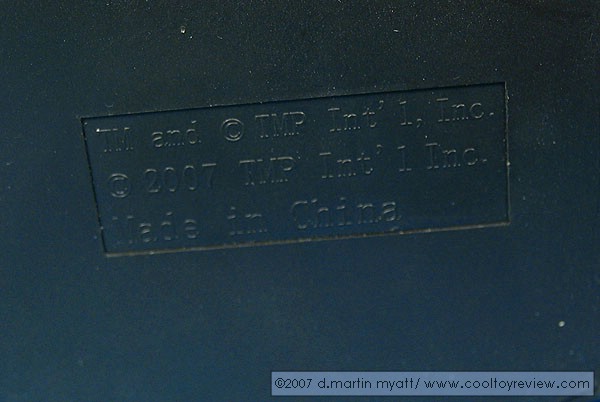 TM and © TMP Int'l, Inc.
© 2007 TMP Int'l Inc.
Made in China
©2007 d.martin myatt/ www.cooltoyreview.com